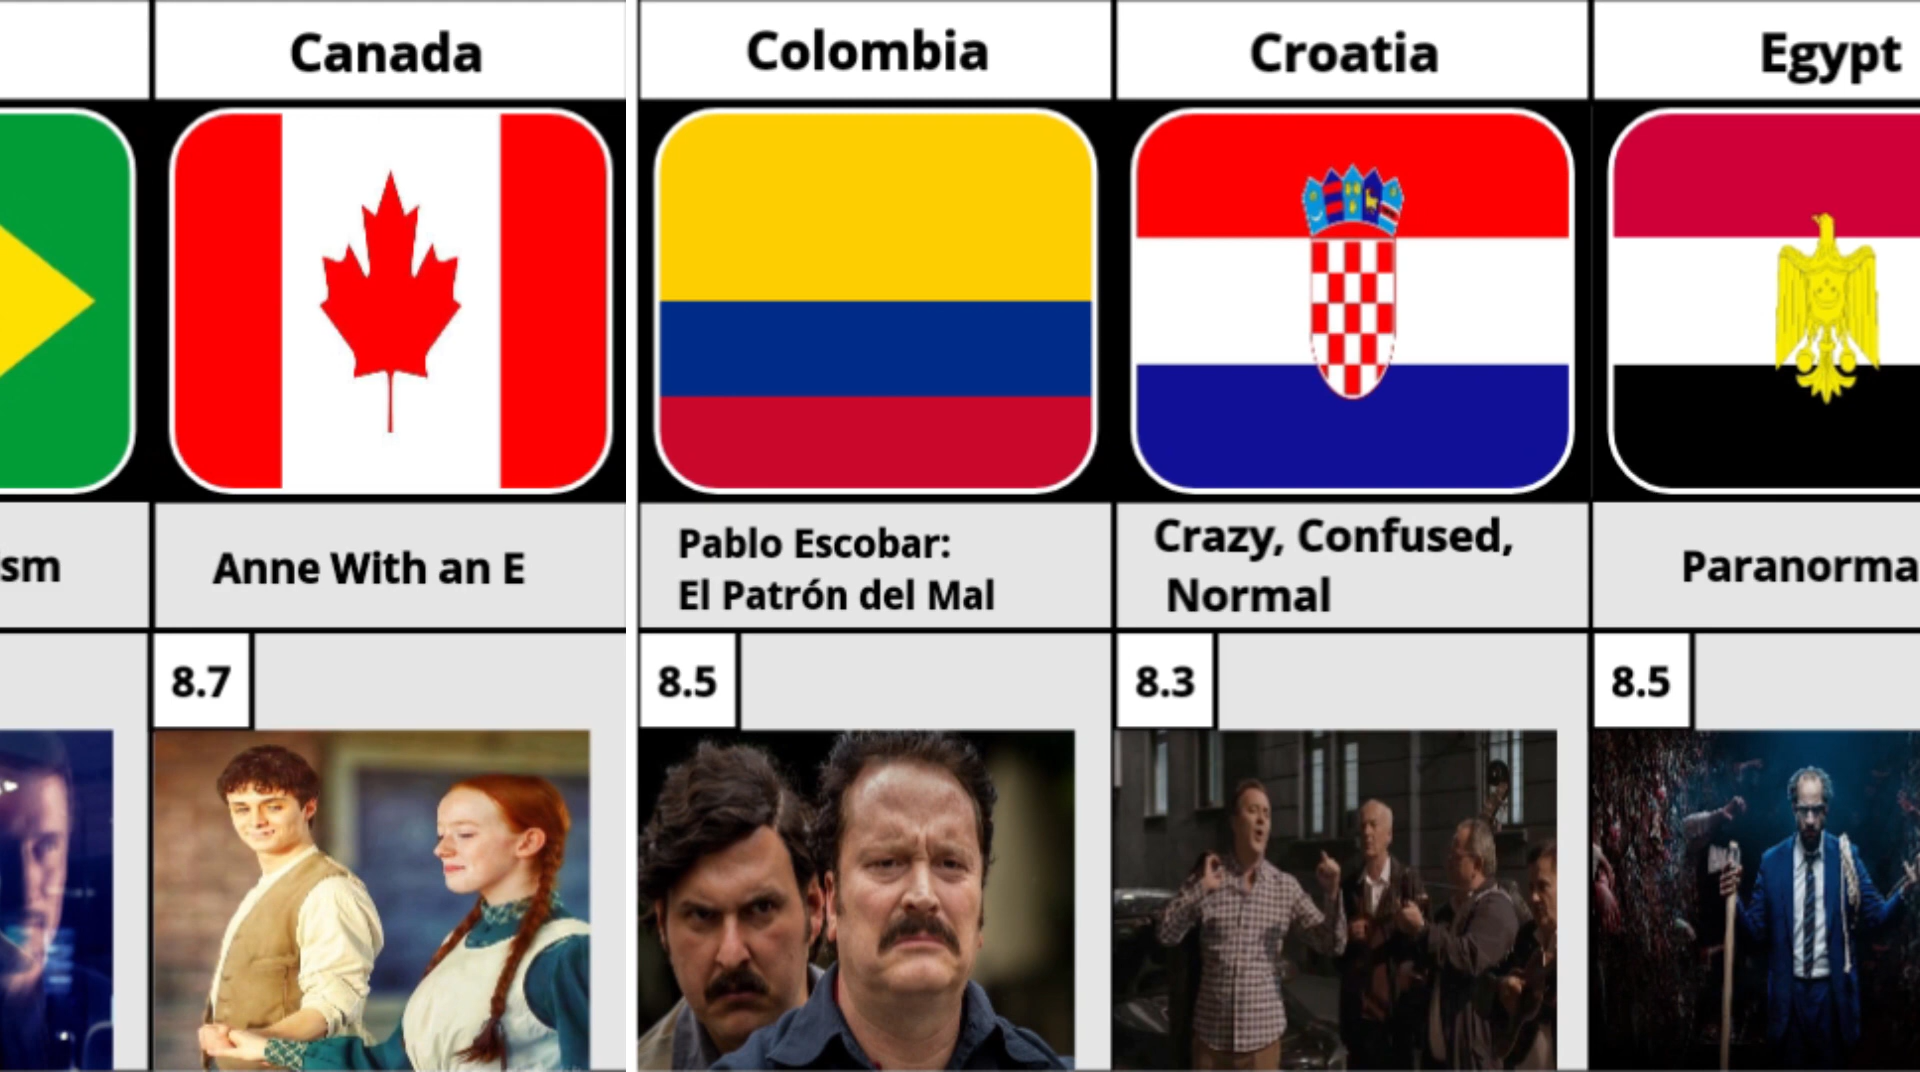 Canada
Colombia
Croatia
Egypt
sm
Anne With an E
Pablo Escobar:
El Patrón del Mal
Crazy, Confused,
Normal
Paranorma
8.7
8.5
8.3
8.5